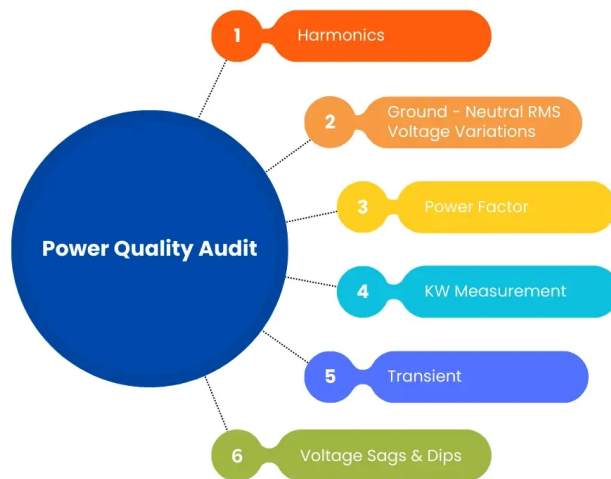 1 Harmonics
2 Ground - Neutral RMS
Voltage Variations
3 Power Factor
Power Quality Audit
4 KW Measurement
5 Transient
6 Voltage Sags & Dips